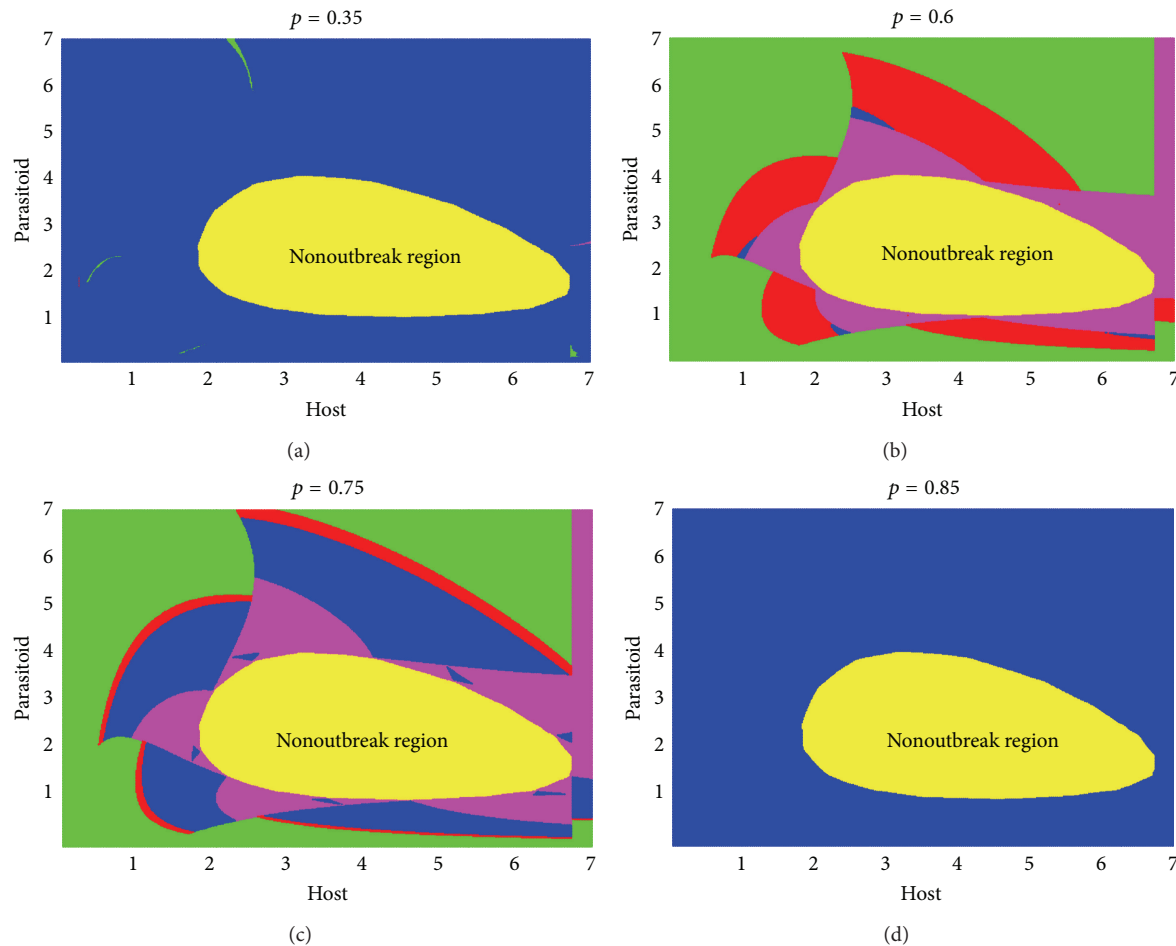 p = 0.35
7
6
5
4
3
2
1
Parasitoid
Nonoutbreak region
1 2 3 4 5 6 7
Host
(a)
p = 0.6
7
6
5
4
3
2
1
Parasitoid
Nonoutbreak region
1 2 3 4 5 6 7
Host
(b)
p = 0.75
7
6
5
4
3
2
1
Parasitoid
Nonoutbreak region
1 2 3 4 5 6 7
Host
(c)
p = 0.85
7
6
5
4
3
2
1
Parasitoid
Nonoutbreak region
1 2 3 4 5 6 7
Host
(d)